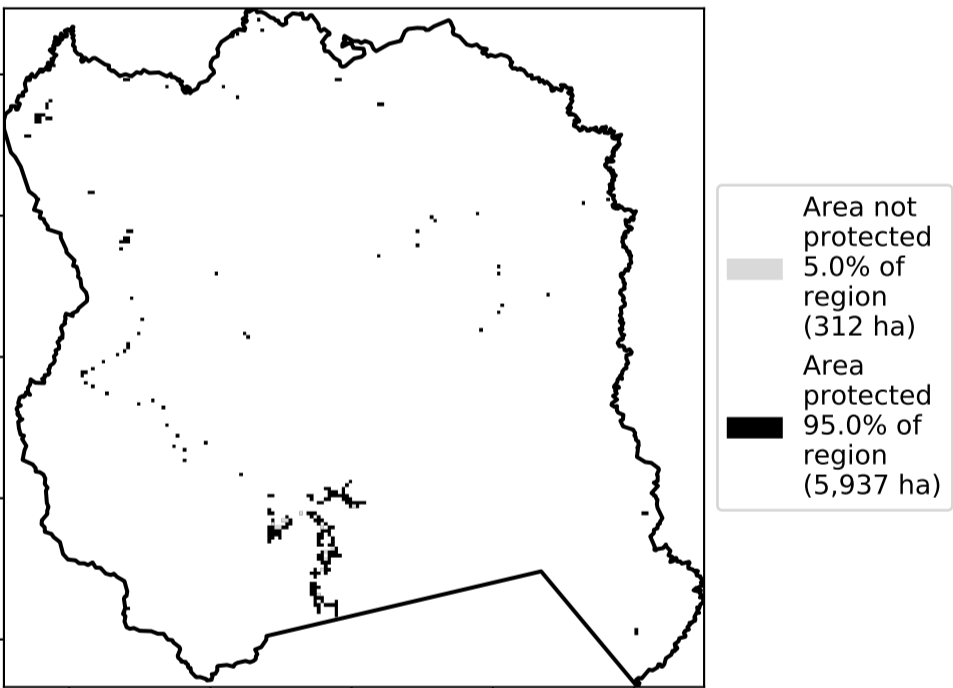 Area not
protected
5.0% of
region
(312 ha)
Area
protected
95.0% of
region
(5,937 ha)